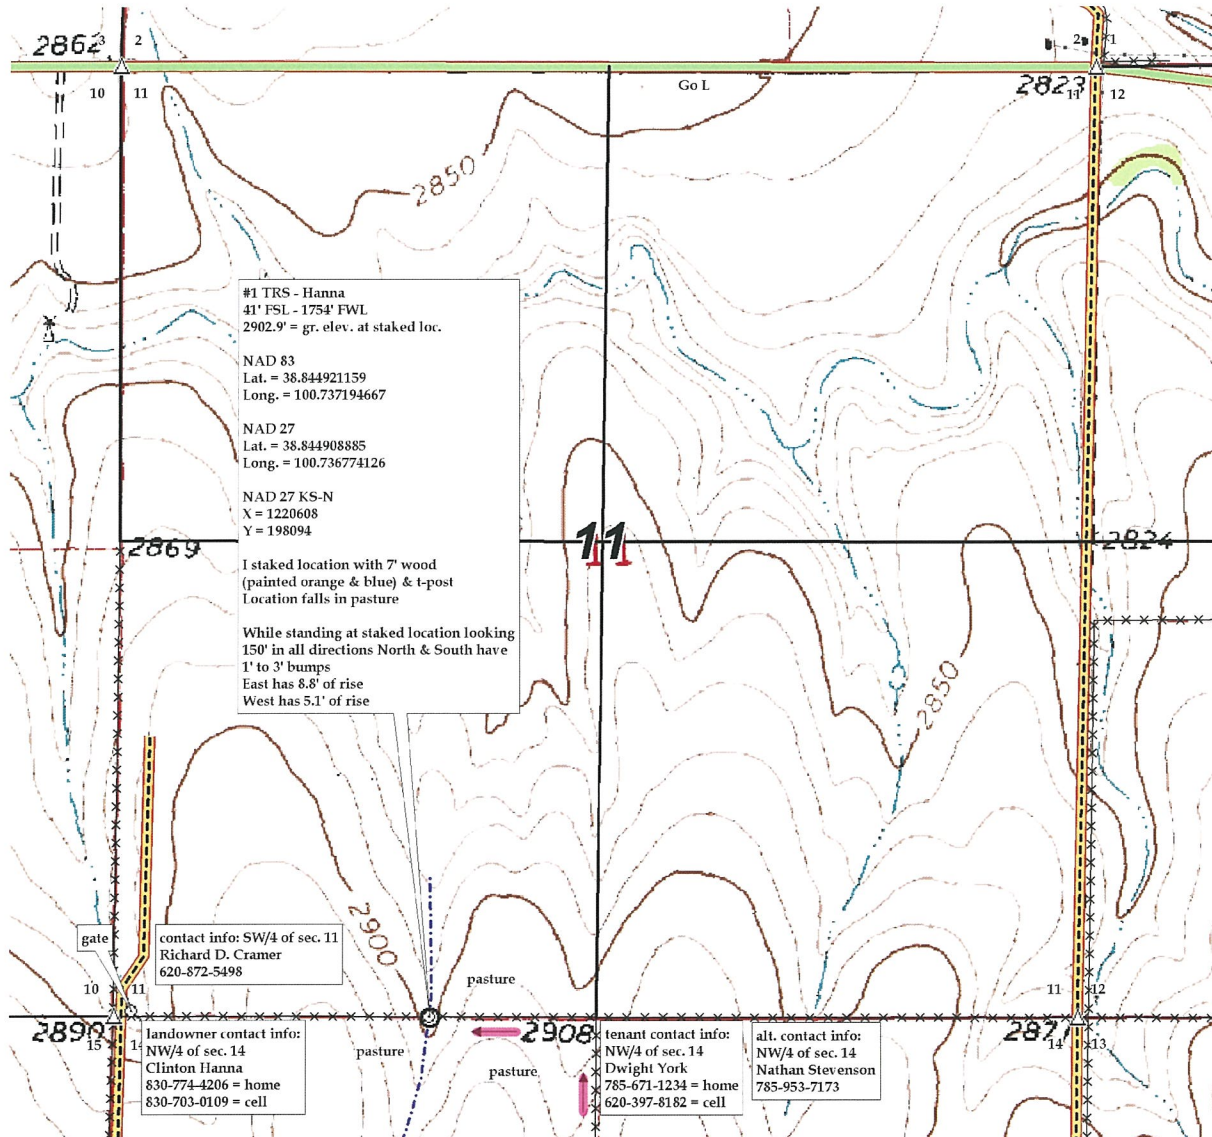 2862
3
2
2
1
10
11
Go L
2823
11
12
2850
#1 TRS - Hanna
41' FSL - 1754' FWL
2902.9' = gr. elev. at staked loc.
NAD 83
Lat. = 38.844921159
Long. = 100.737194667
NAD 27
Lat. = 38.844908885
Long. = 100.736774126
NAD 27 KS-N
X = 1220608
Y = 198094
I staked location with 7' wood
(painted orange & blue) & t-post
Location falls in pasture
While standing at staked location looking
150' in all directions North & South have
1' to 3' bumps
East has 8.8' of rise
West has 5.1' of rise
2869
11
11
2824
2850
2900
gate
contact info: SW/4 of sec. 11
Richard D. Cramer
620-872-5498
pasture
10
11
11
12
2890
15
14
landowner contact info:
NW/4 of sec. 14
Clinton Hanna
830-774-4206 = home
830-703-0109 = cell
pasture
pasture
2908
tenant contact info:
NW/4 of sec. 14
Dwight York
785-671-1234 = home
620-397-8182 = cell
alt. contact info:
NW/4 of sec. 14
Nathan Stevenson
785-953-7173
14
13